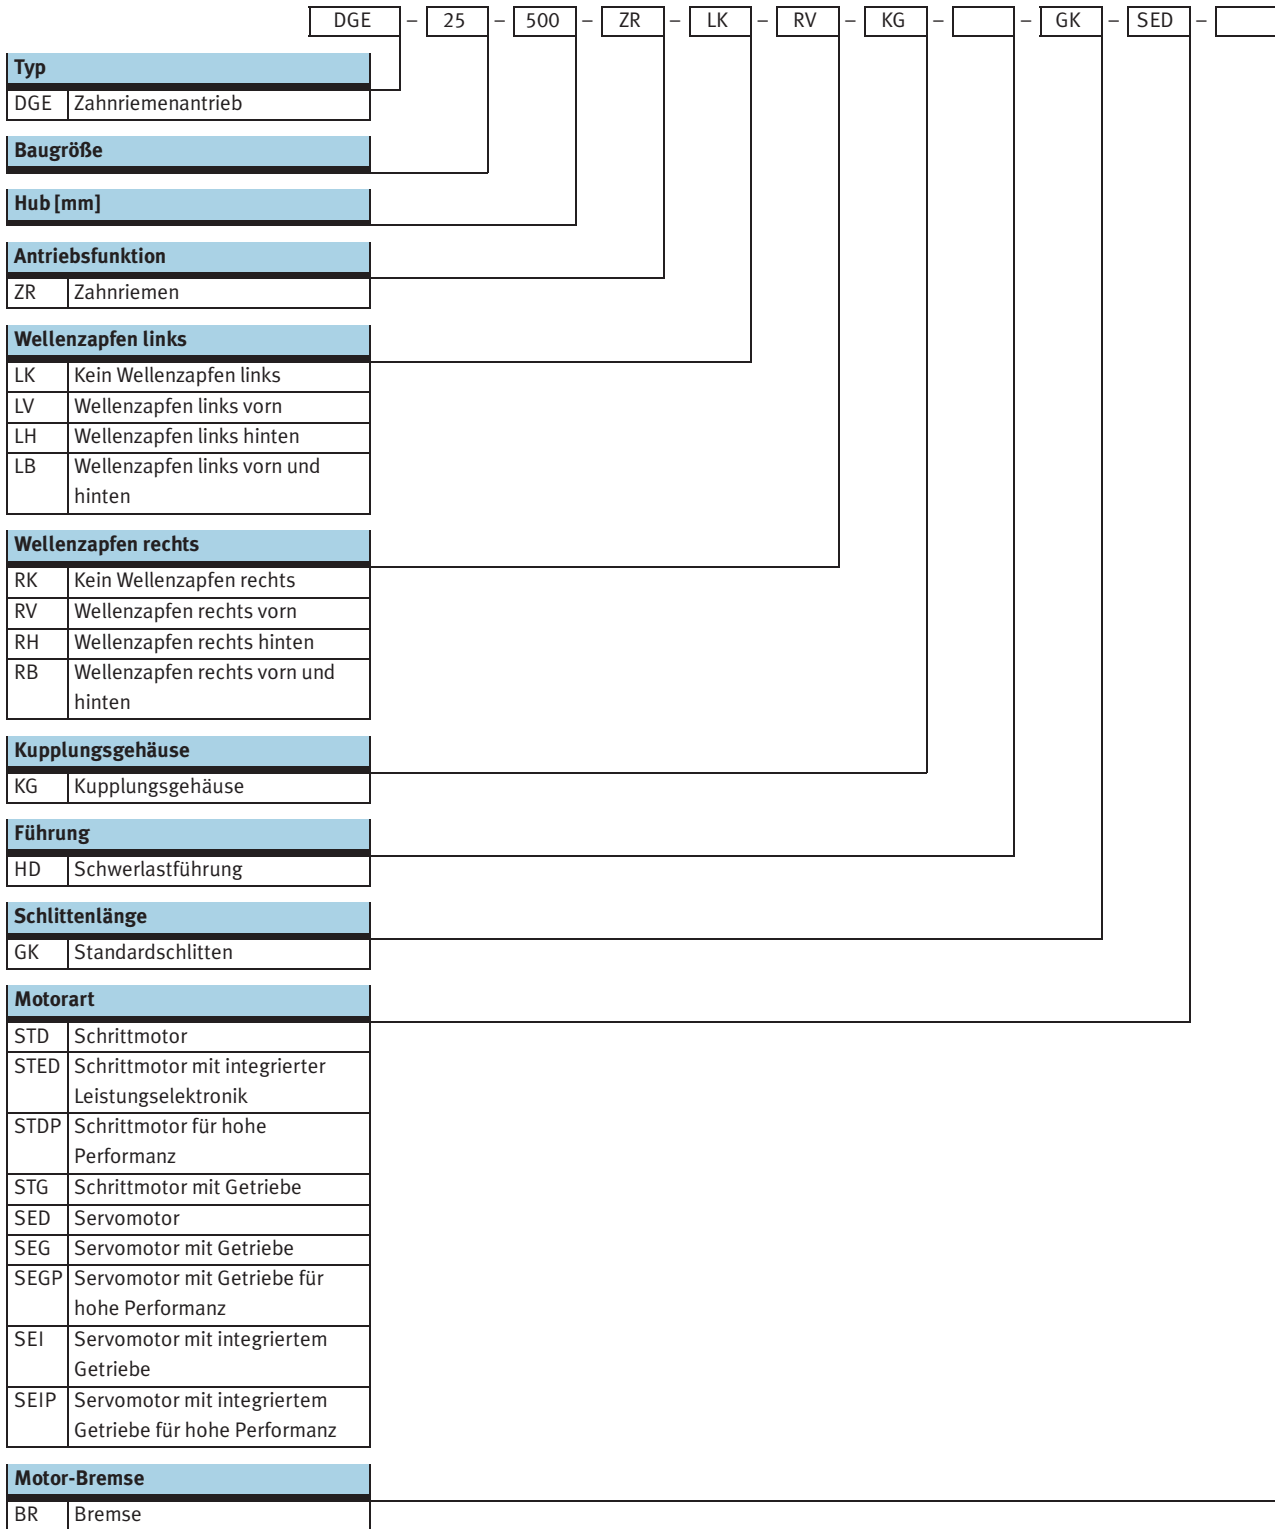 DGE – 25 – 500 – ZR – LK – RV – KG – – GK – SED –
Typ
DGE Zahnriemenantrieb
Baugröße
Hub [mm]
Antriebsfunktion
ZR Zahnriemen
Wellenzapfen links
LK Kein Wellenzapfen links
LV Wellenzapfen links vorn
LH Wellenzapfen links hinten
LB Wellenzapfen links vorn und
hinten
Wellenzapfen rechts
RK Kein Wellenzapfen rechts
RV Wellenzapfen rechts vorn
RH Wellenzapfen rechts hinten
RB Wellenzapfen rechts vorn und
hinten
Kupplungsgehäuse
KG Kupplungsgehäuse
Führung
HD Schwerlastführung
Schlittenlänge
GK Standardschlitten
Motorart
STD Schrittmotor
STED Schrittmotor mit integrierter
Leistungselektronik
STDP Schrittmotor für hohe
Performanz
STG Schrittmotor mit Getriebe
SED Servomotor
SEG Servomotor mit Getriebe
SEGP Servomotor mit Getriebe für
hohe Performanz
SEI Servomotor mit integriertem
Getriebe
SEIP Servomotor mit integriertem
Getriebe für hohe Performanz
Motor-Bremse
BR Bremse